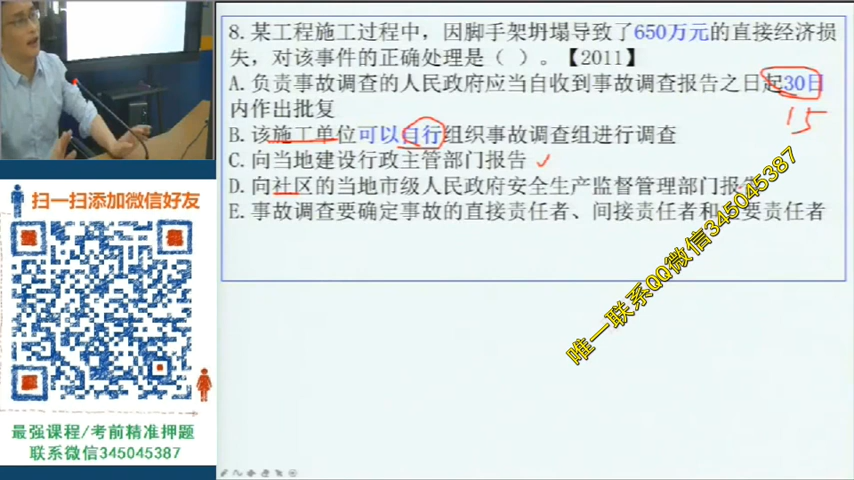 8. 某工程施工过程中，因脚手架坍塌导致了650万元的直接经济损
失，对该事件的正确处理是（ ）。【2011】
A. 负责事故调查的人民政府应当自收到事故调查报告之日起30日
内作出批复
15
B. 该施工单位可以自行组织事故调查组进行调查
C. 向当地建设行政主管部门报告
D. 向社区的当地市级人民政府安全生产监督管理部门报告
E. 事故调查要确定事故的直接责任者、间接责任者和主要责任者
唯一联系QQ微信345045387
扫一扫添加微信好友
最强课程/考前精准押题
联系微信345045387